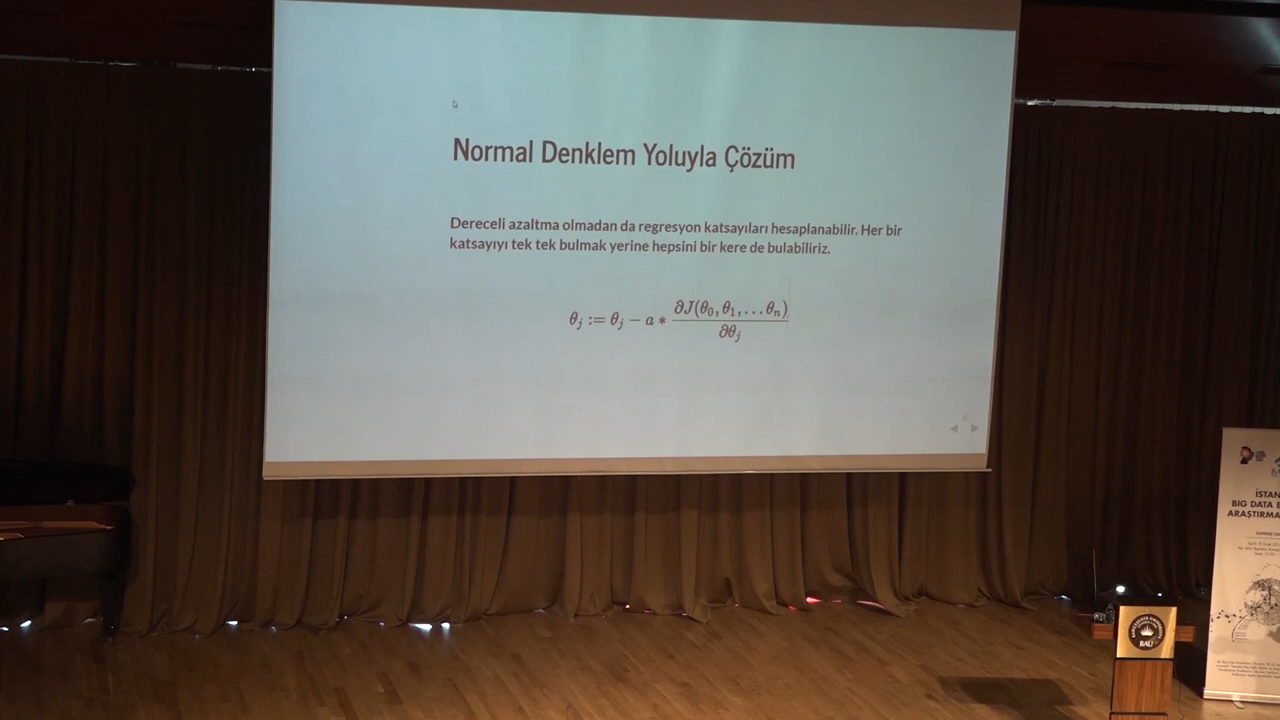 Normal Denklem Yoluyla Çözüm
Dereceli azaltma olmadan da regresyon katsayıları hesaplanabilir. Her bir
katsayıyı tek tek bulmak yerine hepsini bir kere de bulabiliriz.
θj := θj − a * ∂J(θ0, θ1, … θn) / ∂θj
BIG DATA
ARAŞTIRMA
BAU